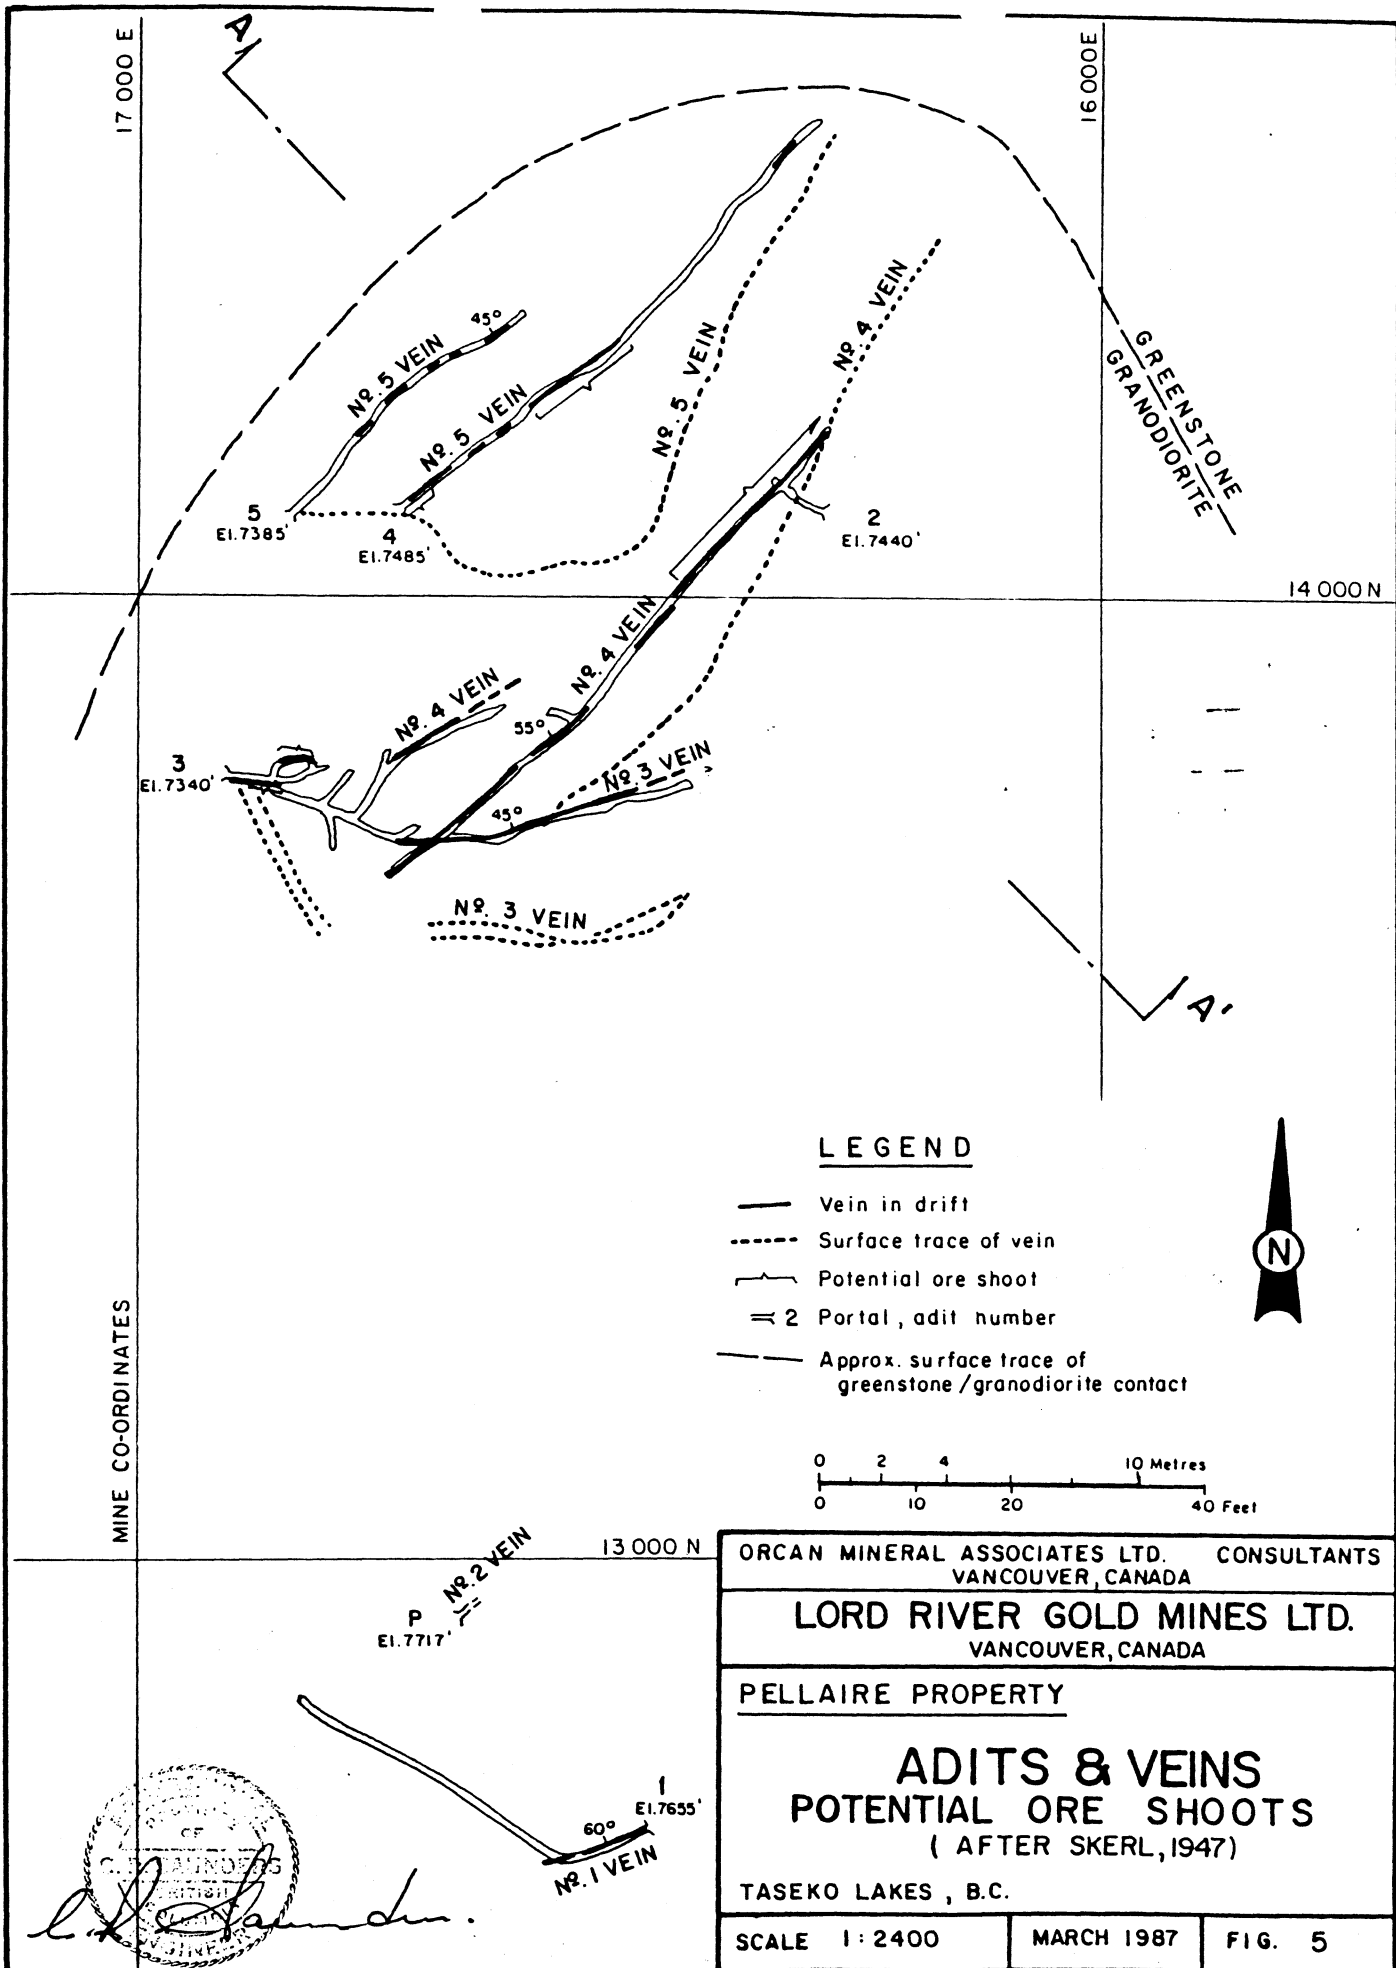 A
17 000 E
16 000E
45°
Nº. 5 VEIN
Nº. 5 VEIN
Nº. 5 VEIN
Nº. 4 VEIN
GREENSTONE
GRANODIORITE
5
El.7385'
4
El.7485'
2
El.7440'
14 000 N
Nº. 4 VEIN
Nº. 4 VEIN
55°
3
El.7340'
Nº. 3 VEIN
45°
Nº. 3 VEIN
A'
LEGEND
Vein in drift
Surface trace of vein
Potential ore shoot
2 Portal, adit number
Approx. surface trace of
greenstone/granodiorite contact
N
MINE CO-ORDINATES
0 2 4 10 Metres
0 10 20 40 Feet
13 000 N
Nº. 2 VEIN
P
El.7717'
1
El.7655'
60°
Nº. 1 VEIN
OF
BRITISH
ORCAN MINERAL ASSOCIATES LTD. CONSULTANTS
VANCOUVER, CANADA
LORD RIVER GOLD MINES LTD.
VANCOUVER, CANADA
PELLAIRE PROPERTY
ADITS & VEINS
POTENTIAL ORE SHOOTS
( AFTER SKERL, 1947)
TASEKO LAKES , B.C.
SCALE 1 : 2400
MARCH 1987
FIG. 5